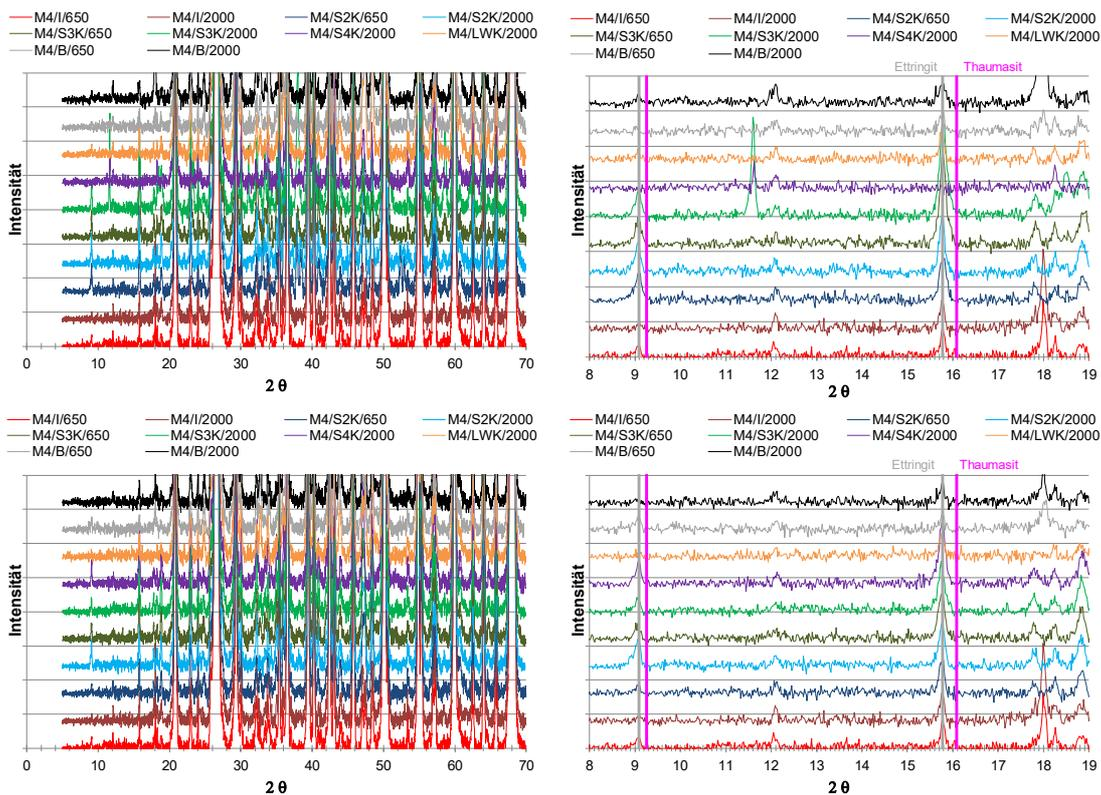 M4/I/650 M4/I/2000 M4/S2K/650 M4/S2K/2000
M4/S3K/650 M4/S3K/2000 M4/S4K/2000 M4/LWK/2000
M4/B/650 M4/B/2000
Intensität
0 10 20 30 40 50 60 70
2 θ
M4/I/650 M4/I/2000 M4/S2K/650 M4/S2K/2000
M4/S3K/650 M4/S3K/2000 M4/S4K/2000 M4/LWK/2000
M4/B/650 M4/B/2000
Ettringit Thaumasit
Intensität
8 9 10 11 12 13 14 15 16 17 18 19
2 θ
M4/I/650 M4/I/2000 M4/S2K/650 M4/S2K/2000
M4/S3K/650 M4/S3K/2000 M4/S4K/2000 M4/LWK/2000
M4/B/650 M4/B/2000
Intensität
0 10 20 30 40 50 60 70
2 θ
M4/I/650 M4/I/2000 M4/S2K/650 M4/S2K/2000
M4/S3K/650 M4/S3K/2000 M4/S4K/2000 M4/LWK/2000
M4/B/650 M4/B/2000
Ettringit Thaumasit
Intensität
8 9 10 11 12 13 14 15 16 17 18 19
2 θ